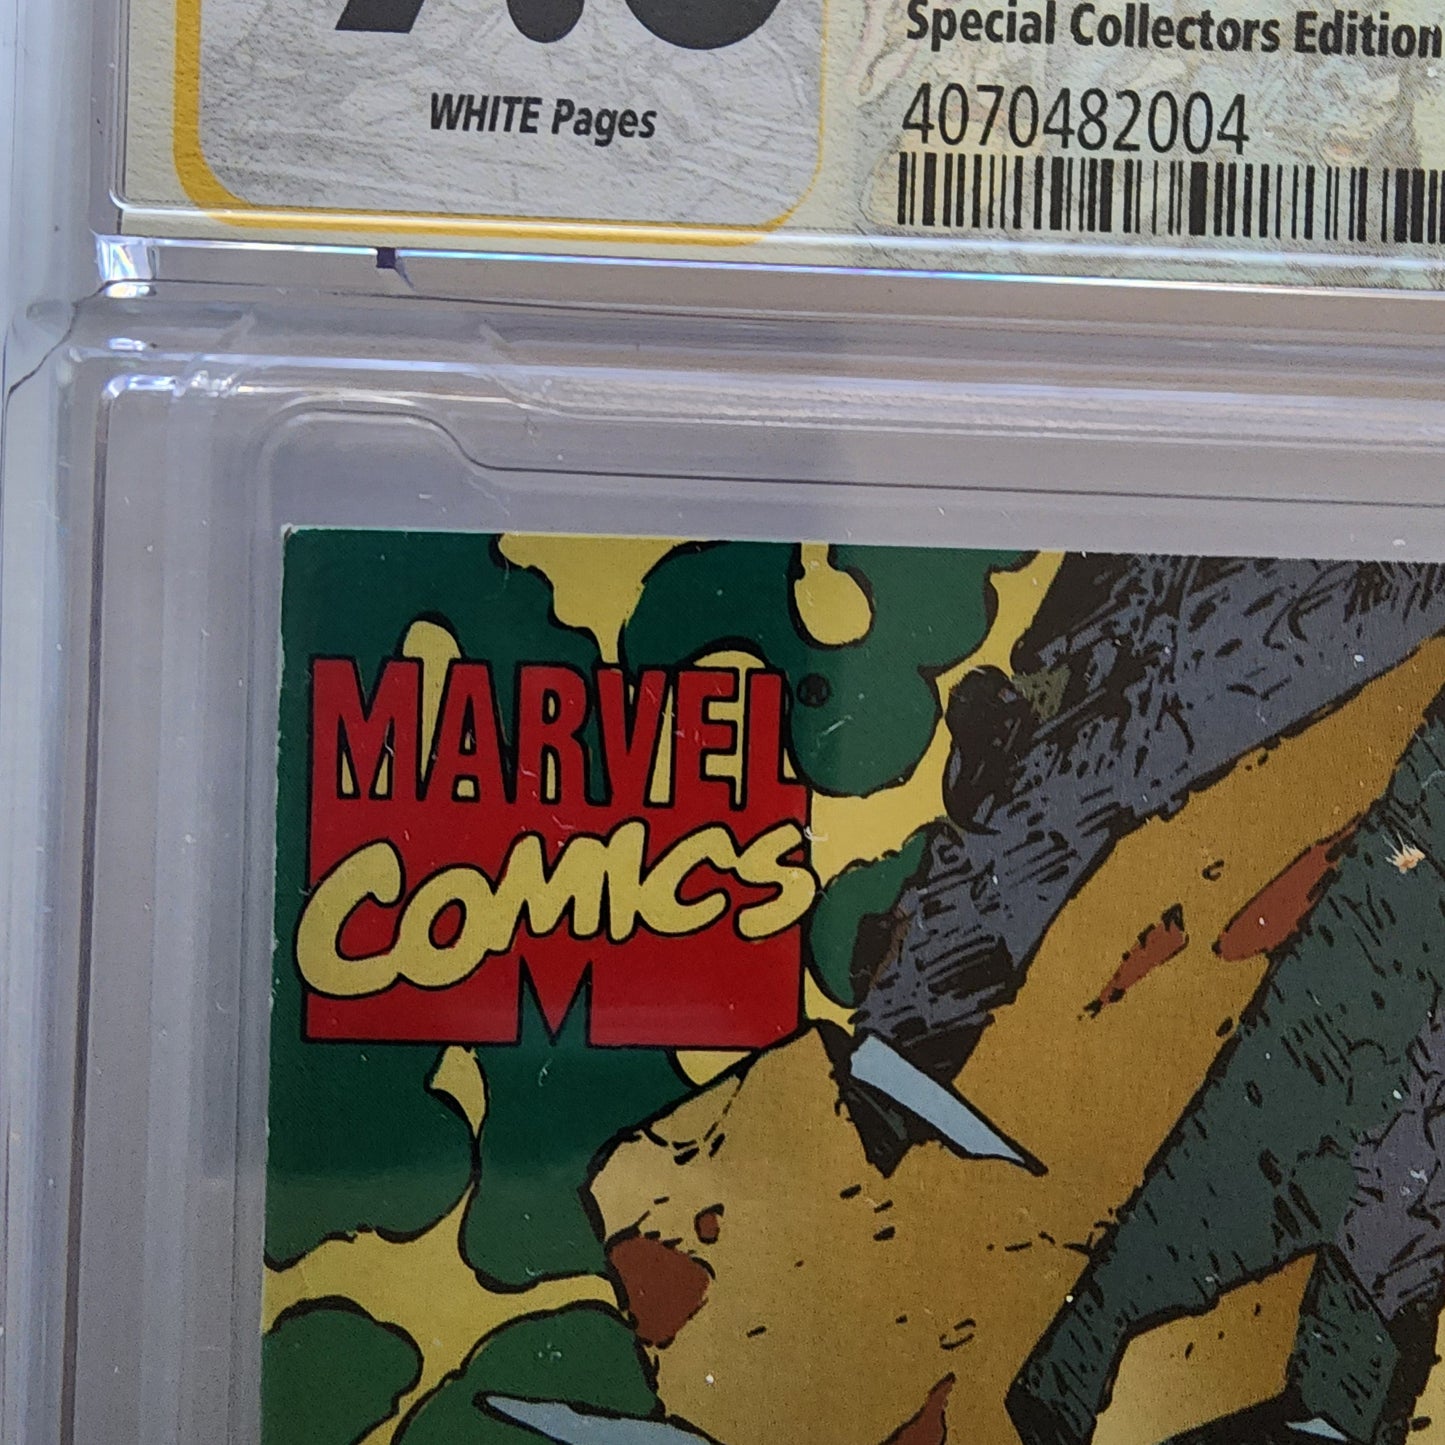 Special Collectors Edition
WHITE Pages
4070482004
MARVEL®
COMICS